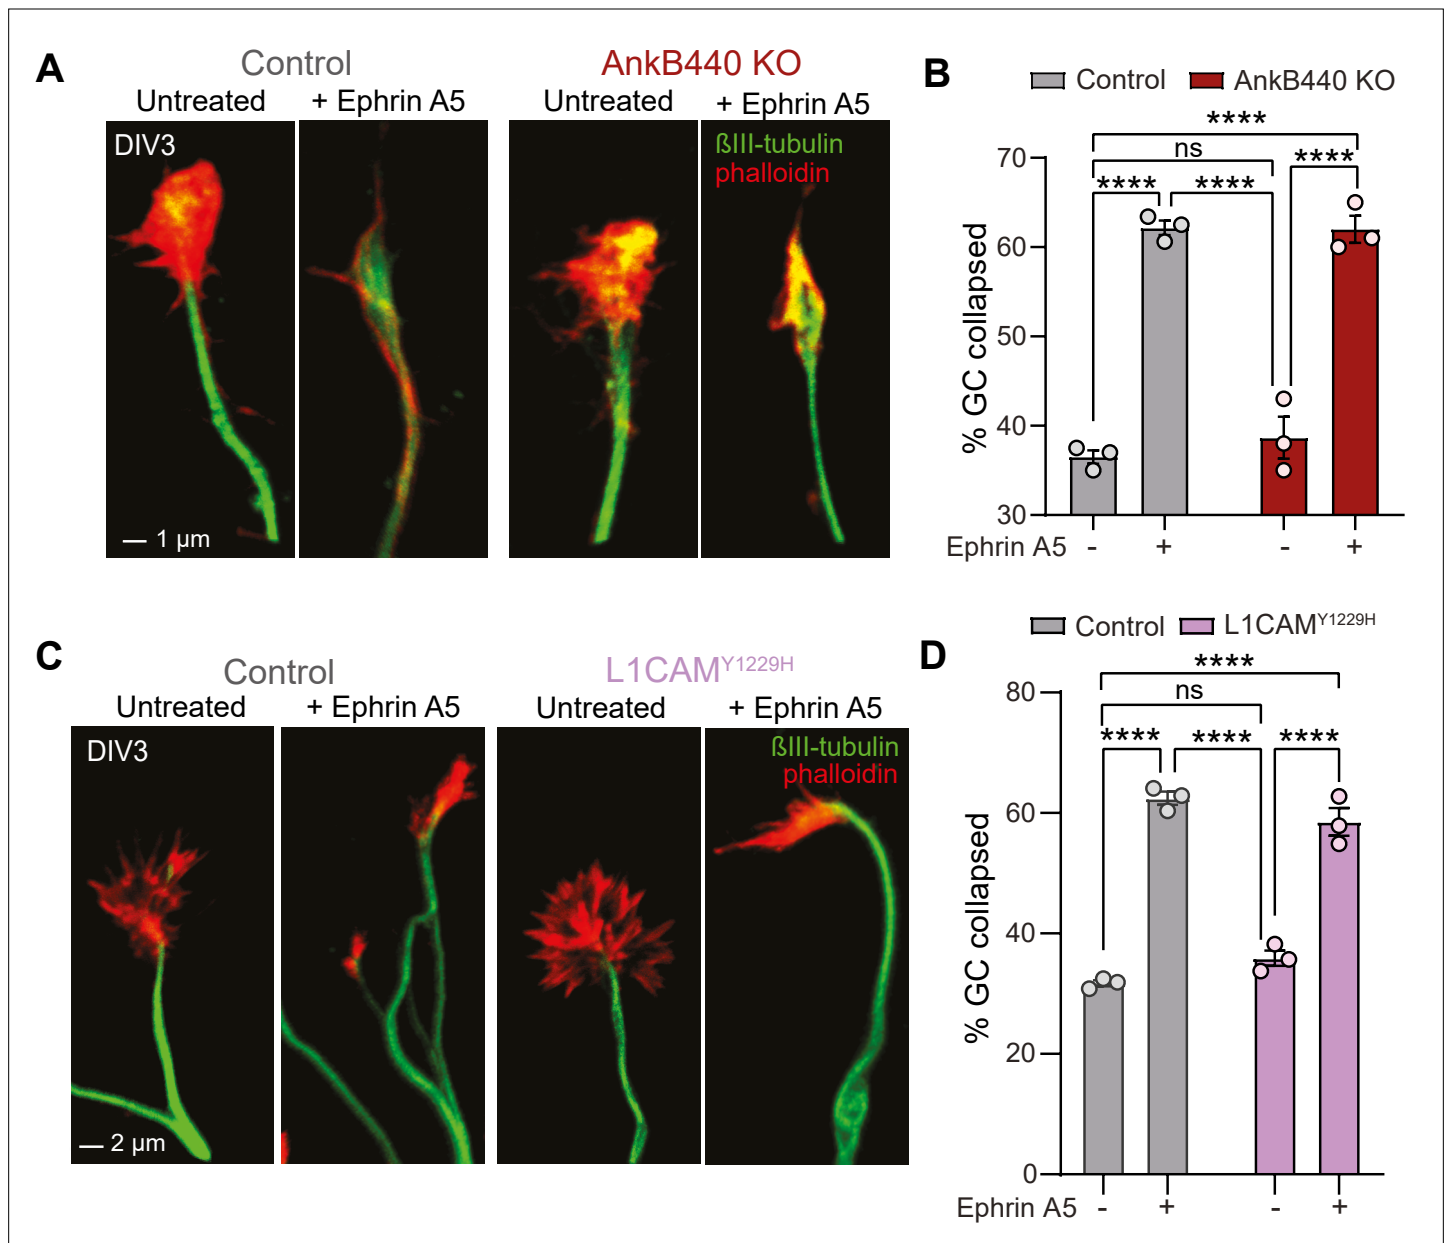 A
Control
AnkB440 KO
Untreated
+ Ephrin A5
Untreated
+ Ephrin A5
DIV3
ßIII-tubulin
phalloidin
1 µm
B
Control
AnkB440 KO
****
ns
****
****
****
70
60
50
40
30
% GC collapsed
Ephrin A5
-
+
-
+
C
Control
L1CAMY1229H
Untreated
+ Ephrin A5
Untreated
+ Ephrin A5
DIV3
ßIII-tubulin
phalloidin
2 µm
D
Control
L1CAMY1229H
****
ns
****
****
****
80
60
40
20
0
% GC collapsed
Ephrin A5
-
+
-
+